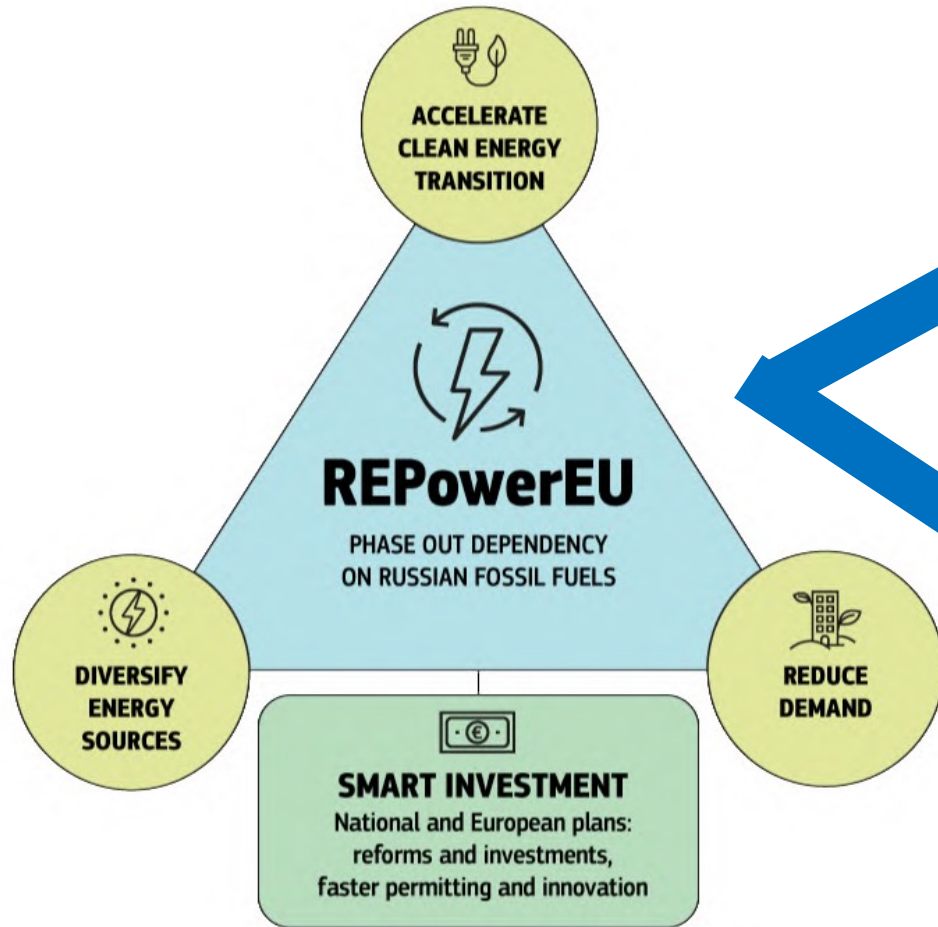 ACCELERATE
CLEAN ENERGY
TRANSITION
REPowerEU
PHASE OUT DEPENDENCY
ON RUSSIAN FOSSIL FUELS
DIVERSIFY
ENERGY
SOURCES
REDUCE
DEMAND
€
SMART INVESTMENT
National and European plans:
reforms and investments,
faster permitting and innovation